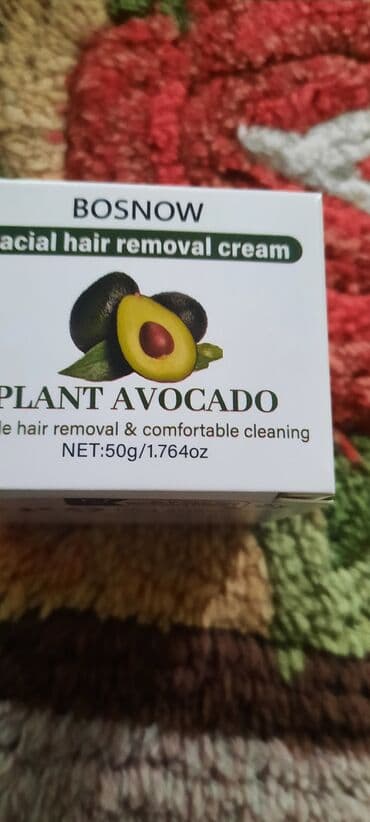 BOSNOW
acial hair removal cream
PLANT AVOCADO
le hair removal & comfortable cleaning
NET:50g/1.764oz